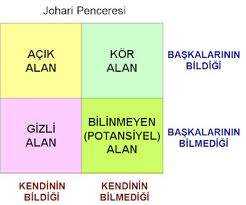 Johari Penceresi
AÇIK
ALAN
KÖR
ALAN
BAŞKALARININ
BİLDİĞİ
GİZLİ
ALAN
BİLİNMEYEN
(POTANSİYEL)
ALAN
BAŞKALARININ
BİLMEDİĞİ
KENDİNİN
BİLDİĞİ
KENDİNİN
BİLMEDİĞİ